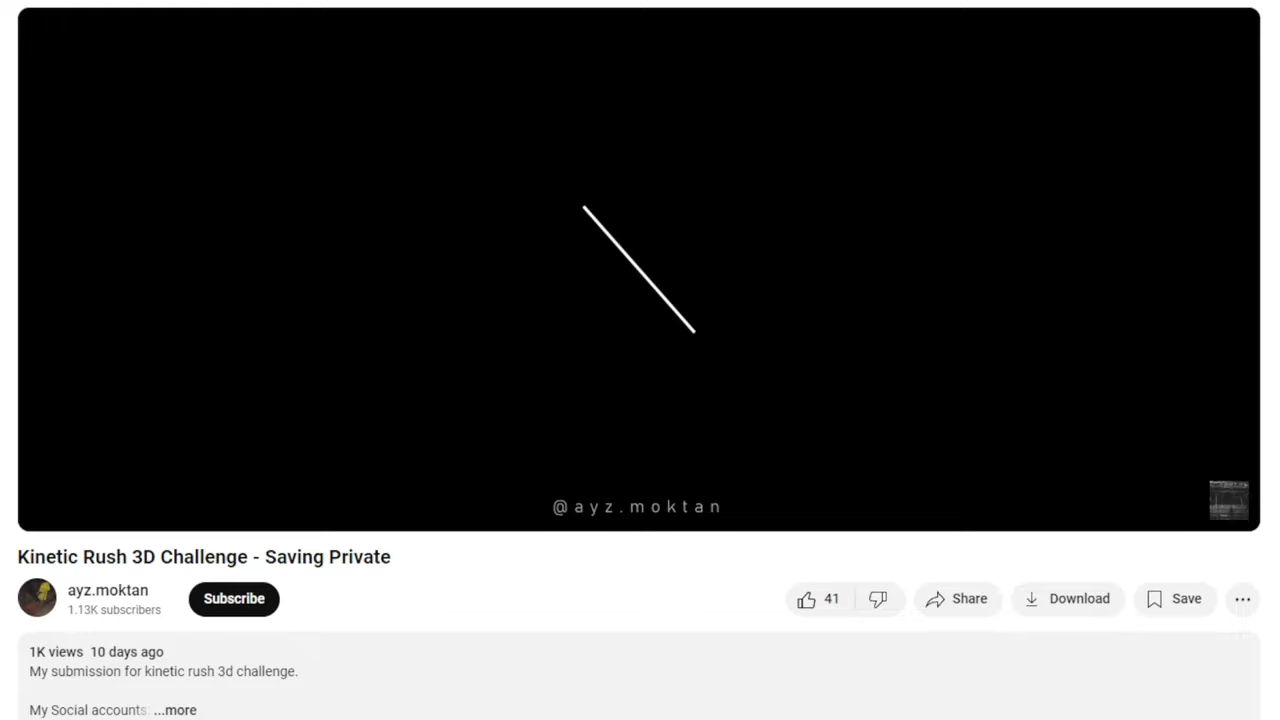 @ayz.moktan
Kinetic Rush 3D Challenge - Saving Private
ayz.moktan
1.13K subscribers
Subscribe
41
Share
Download
Save
1K views 10 days ago
My submission for kinetic rush 3d challenge.
My Social accounts: ...more